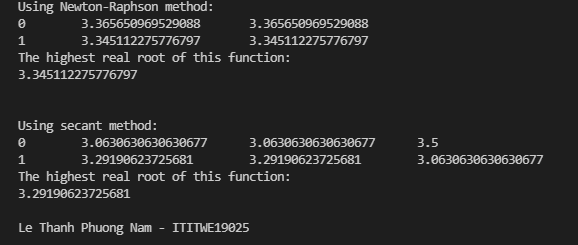 Using Newton-Raphson method:
0 3.365650969529088 3.365650969529088
1 3.345112275776797 3.345112275776797
The highest real root of this function:
3.345112275776797
Using secant method:
0 3.0630630630630677 3.0630630630630677 3.5
1 3.29190623725681 3.29190623725681 3.0630630630630677
The highest real root of this function:
3.29190623725681
Le Thanh Phuong Nam - ITITWE19025